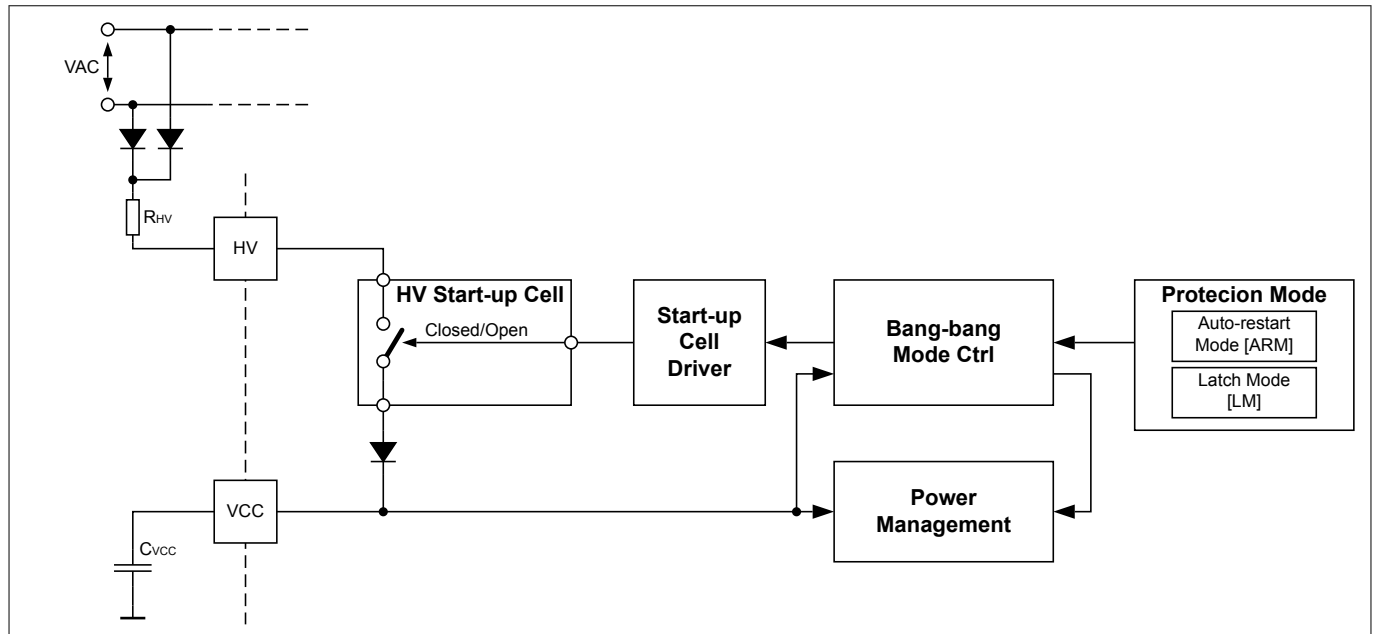 VAC
RHV
HV
HV Start-up Cell
Closed/Open
Start-up
Cell
Driver
Bang-bang
Mode Ctrl
Protecion Mode
Auto-restart
Mode [ARM]
Latch Mode
[LM]
VCC
Power
Management
CVCC